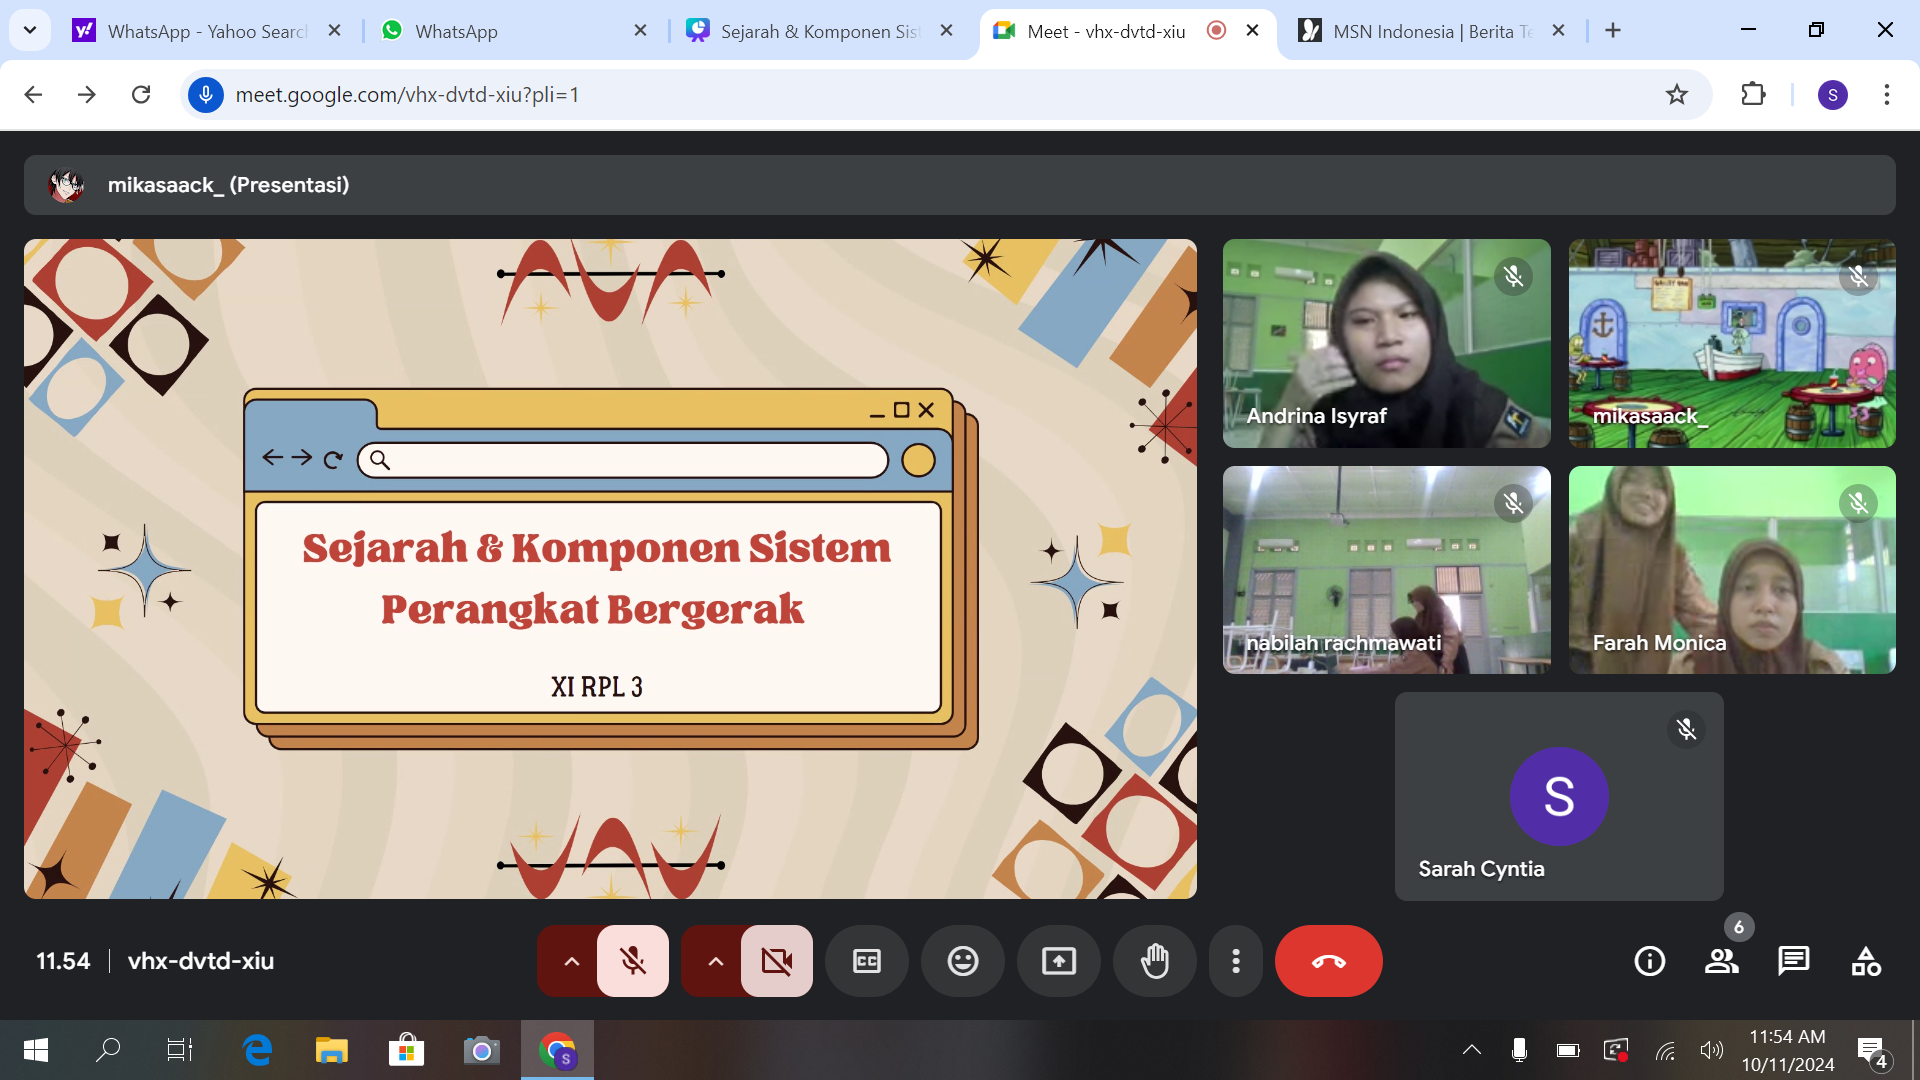 WhatsApp - Yahoo Searc
WhatsApp
Sejarah & Komponen Sis
Meet - vhx-dvtd-xiu
MSN Indonesia | Berita Te
meet.google.com/vhx-dvtd-xiu?pli=1
S
mikasaack_ (Presentasi)
Sejarah & Komponen Sistem
Perangkat Bergerak
XI RPL 3
Andrina Isyraf
mikasaack_
nabilah rachmawati
Farah Monica
S
Sarah Cyntia
11.54
vhx-dvtd-xiu
CC
6
S
11:54 AM
10/11/2024
4